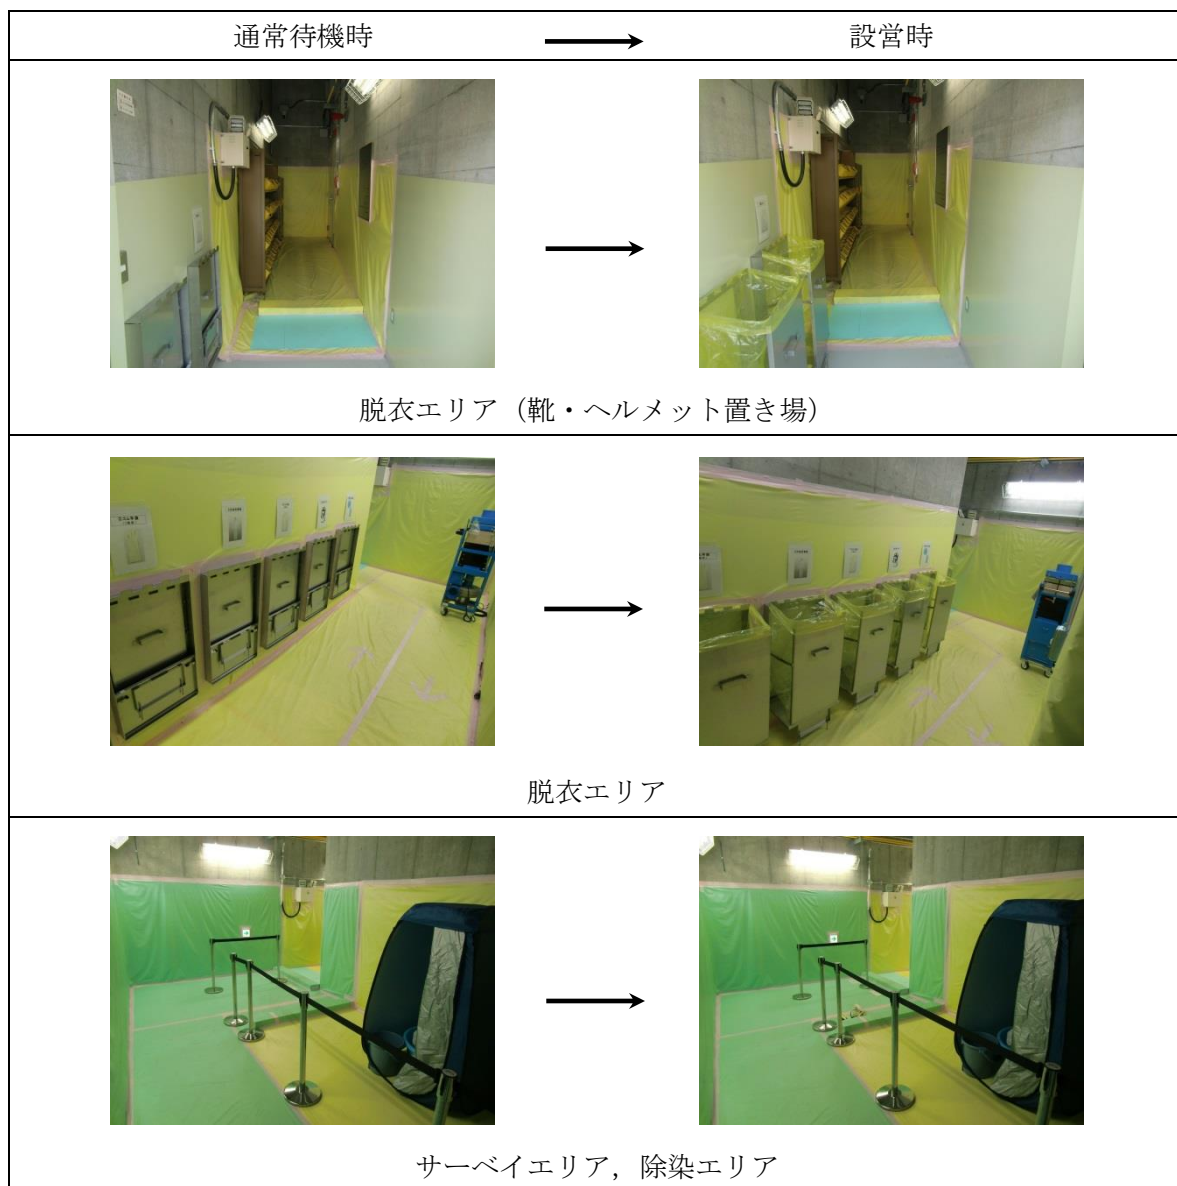 通常待機時
設営時
脱衣エリア（靴・ヘルメット置き場）
脱衣エリア
サーベイエリア，除染エリア